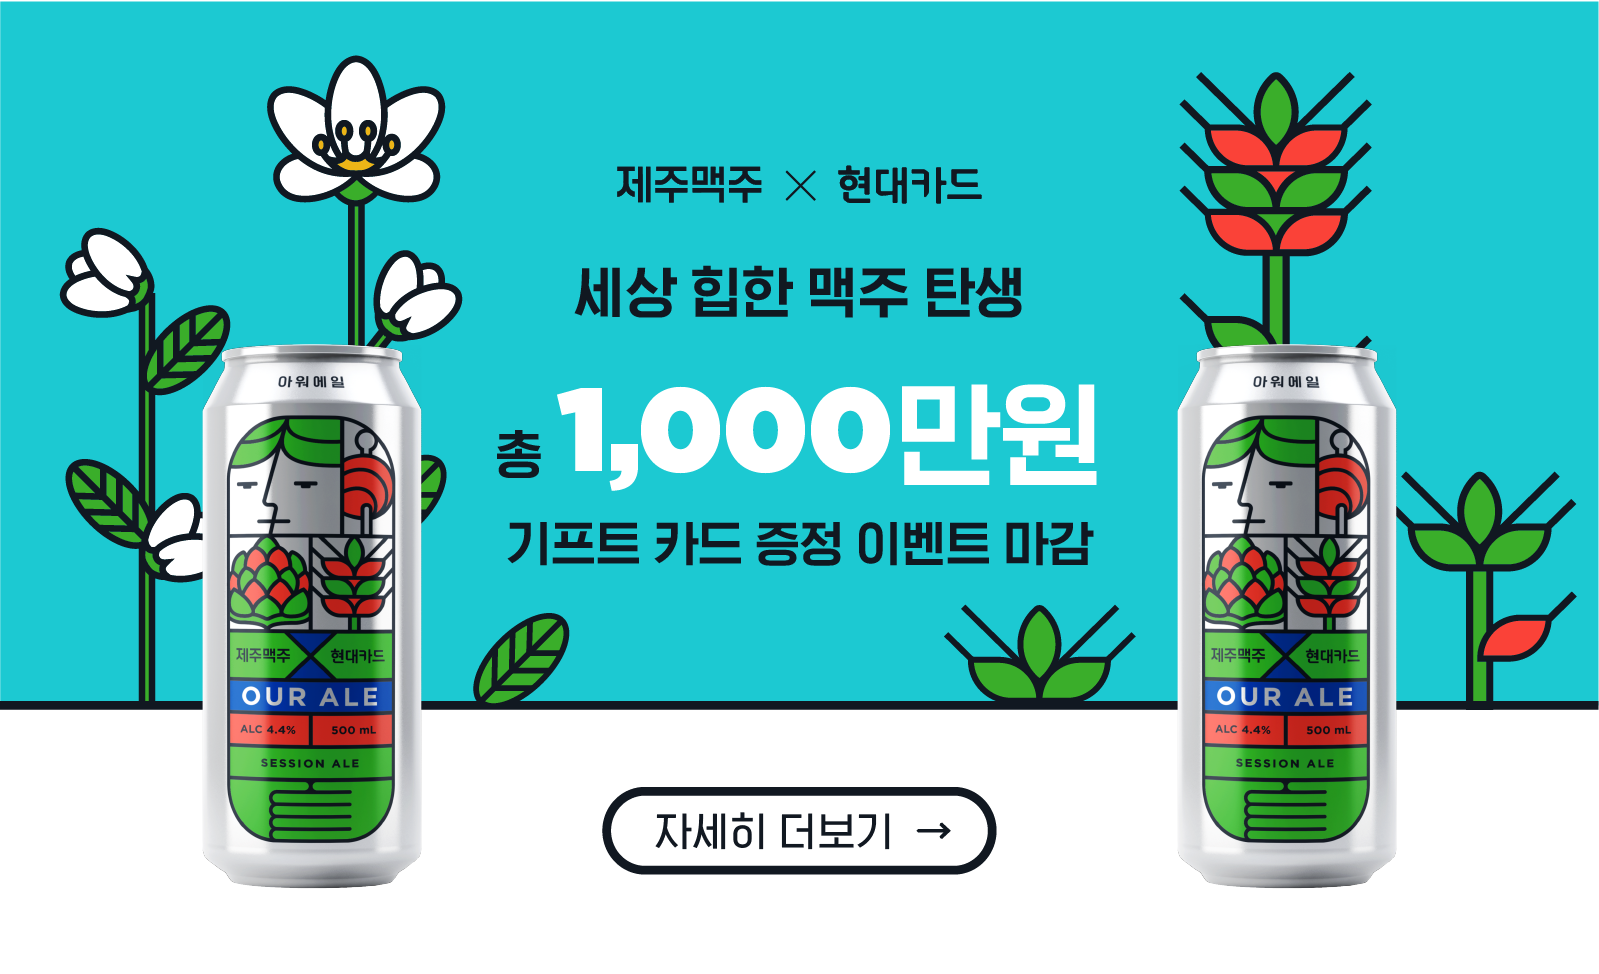 제주맥주 × 현대카드
세상 힙한 맥주 탄생
총 1,000만원
기프트 카드 증정 이벤트 마감
아워에일
제주맥주 현대카드
OUR ALE
ALC 4.4% 500 mL
SESSION ALE
아워에일
제주맥주 현대카드
OUR ALE
ALC 4.4% 500 mL
SESSION ALE
자세히 더보기 →